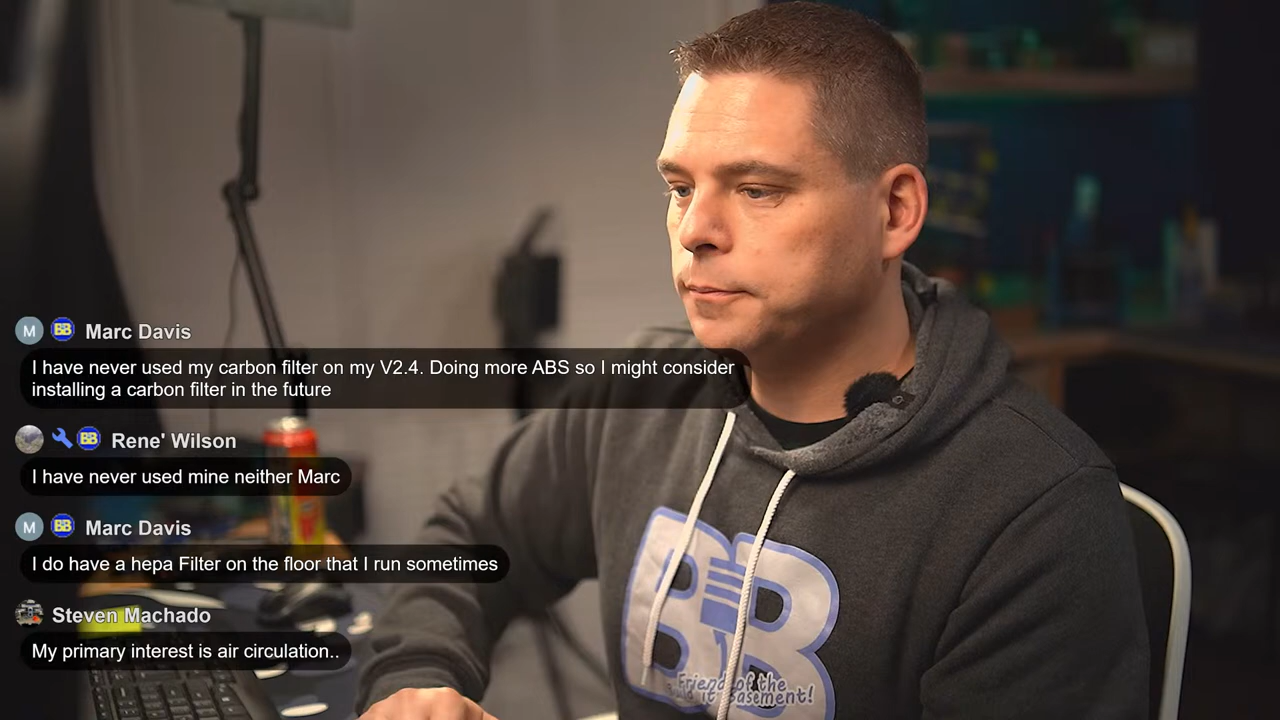 M BB Marc Davis
I have never used my carbon filter on my V2.4. Doing more ABS so I might consider
installing a carbon filter in the future
BB Rene' Wilson
I have never used mine neither Marc
M BB Marc Davis
I do have a hepa Filter on the floor that I run sometimes
Steven Machado
My primary interest is air circulation..
BB
Friend of the
Build it Basement!